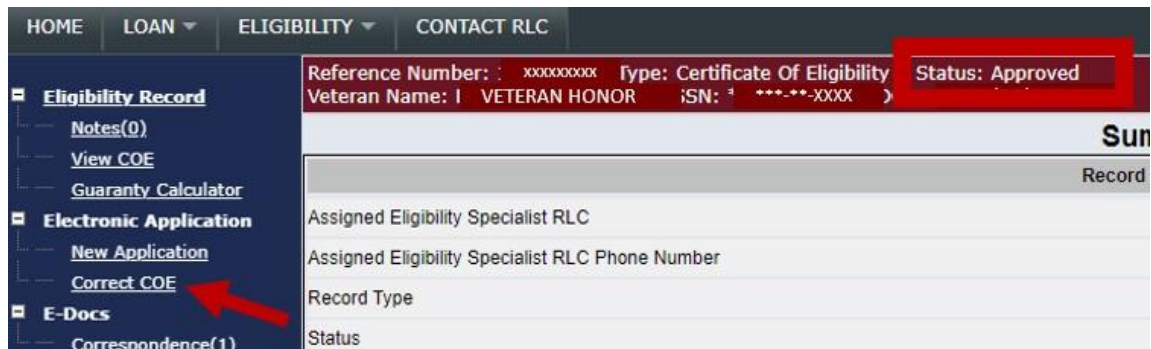 HOME LOAN ELIGIBILITY CONTACT RLC
Reference Number: xxxxxxxxx Type: Certificate Of Eligibility Status: Approved
Veteran Name: VETERAN HONOR SSN: ***-**-XXXX
Eligibility Record
Notes(0)
View COE
Guaranty Calculator
Electronic Application
New Application
Correct COE
E-Docs
Correspondence(1)
Record
Assigned Eligibility Specialist RLC
Assigned Eligibility Specialist RLC Phone Number
Record Type
Status